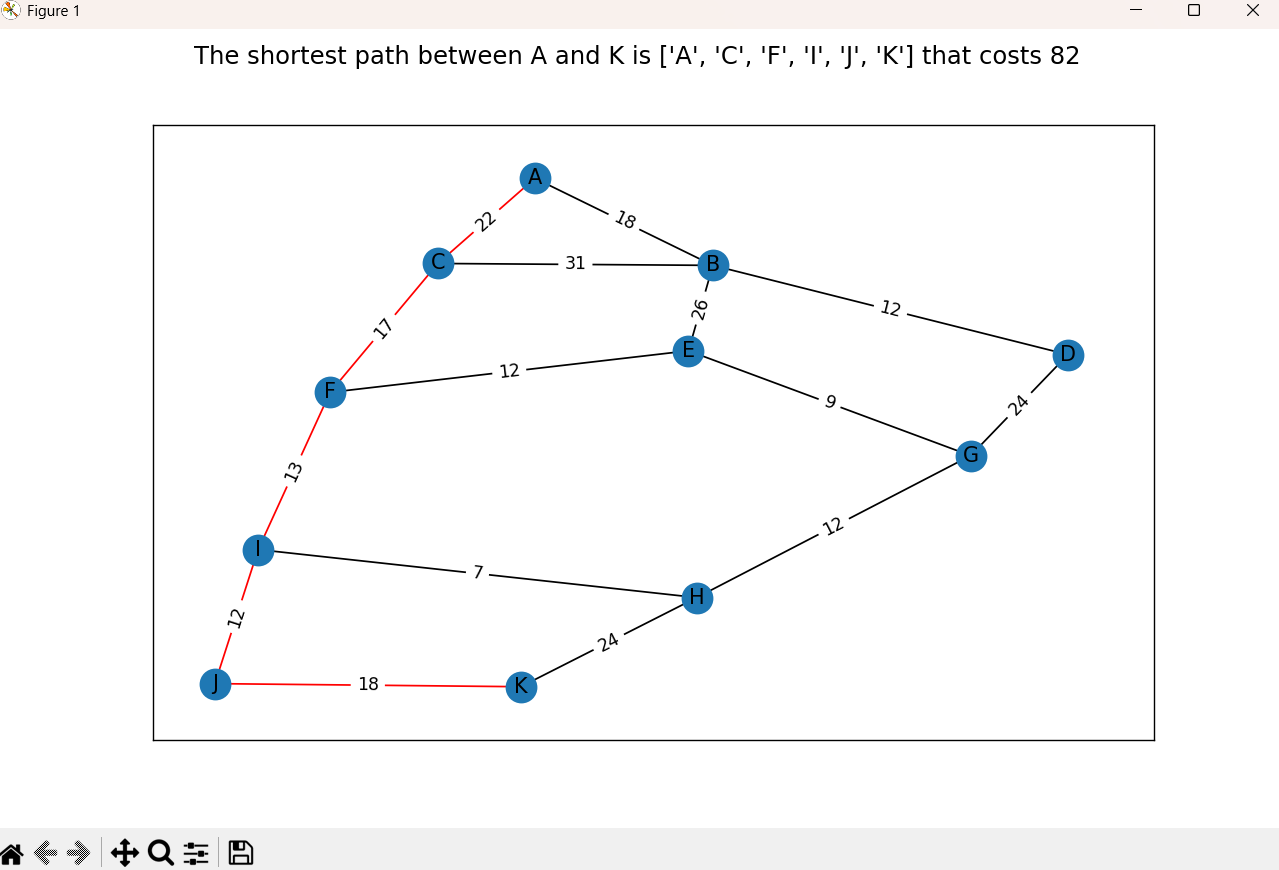 Figure 1
The shortest path between A and K is ['A', 'C', 'F', 'I', 'J', 'K'] that costs 82
A
22
18
C
31
B
26
12
17
E
D
F
12
9
24
G
13
12
I
7
H
12
24
J
18
K